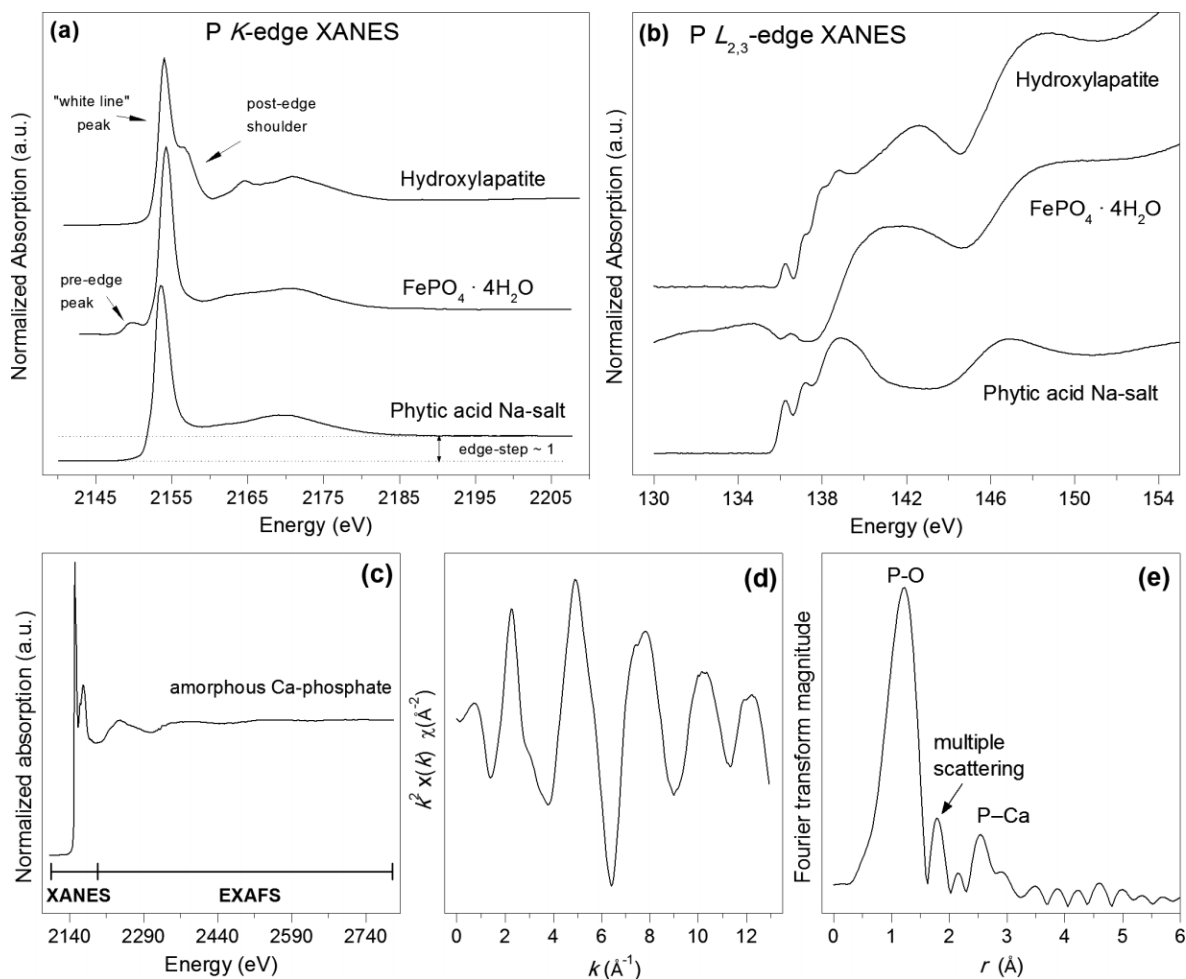 (a) P K-edge XANES
"white line"
peak
post-edge
shoulder
Hydroxylapatite
pre-edge
peak
FePO₄ · 4H₂O
Phytic acid Na-salt
edge-step ~ 1
Normalized Absorption (a.u.)
2145 2155 2165 2175 2185 2195 2205
Energy (eV)
(b) P L₂,₃-edge XANES
Hydroxylapatite
FePO₄ · 4H₂O
Phytic acid Na-salt
Normalized Absorption (a.u.)
130 134 138 142 146 150 154
Energy (eV)
(c)
amorphous Ca-phosphate
XANES EXAFS
Normalized absorption (a.u.)
2140 2290 2440 2590 2740
Energy (eV)
(d)
k² x(k) χ(Å⁻²)
0 2 4 6 8 10 12
k (Å⁻¹)
(e)
P-O
multiple
scattering
P–Ca
Fourier transform magnitude
0 1 2 3 4 5 6
r (Å)